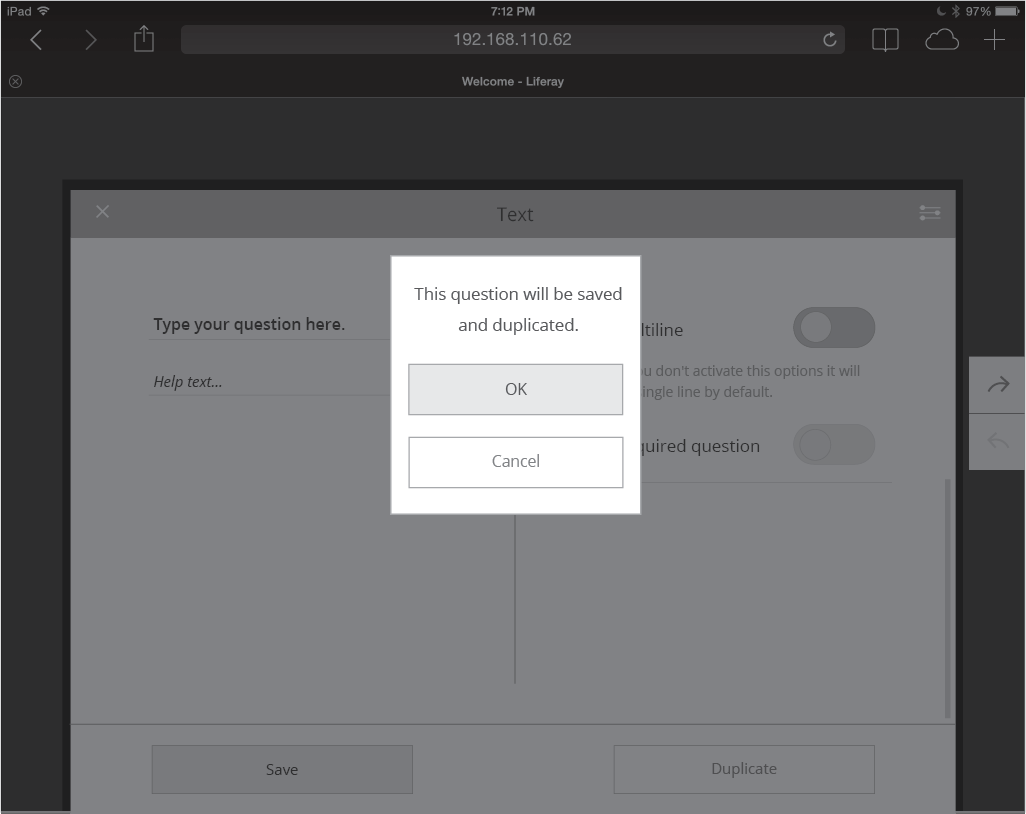 iPad 7:12 PM 97%
192.168.110.62
Welcome - Liferay
Text
This question will be saved
and duplicated.
OK
Cancel
Type your question here.
Help text...
ltiline
u don't activate this options it will
ingle line by default.
quired question
Save
Duplicate